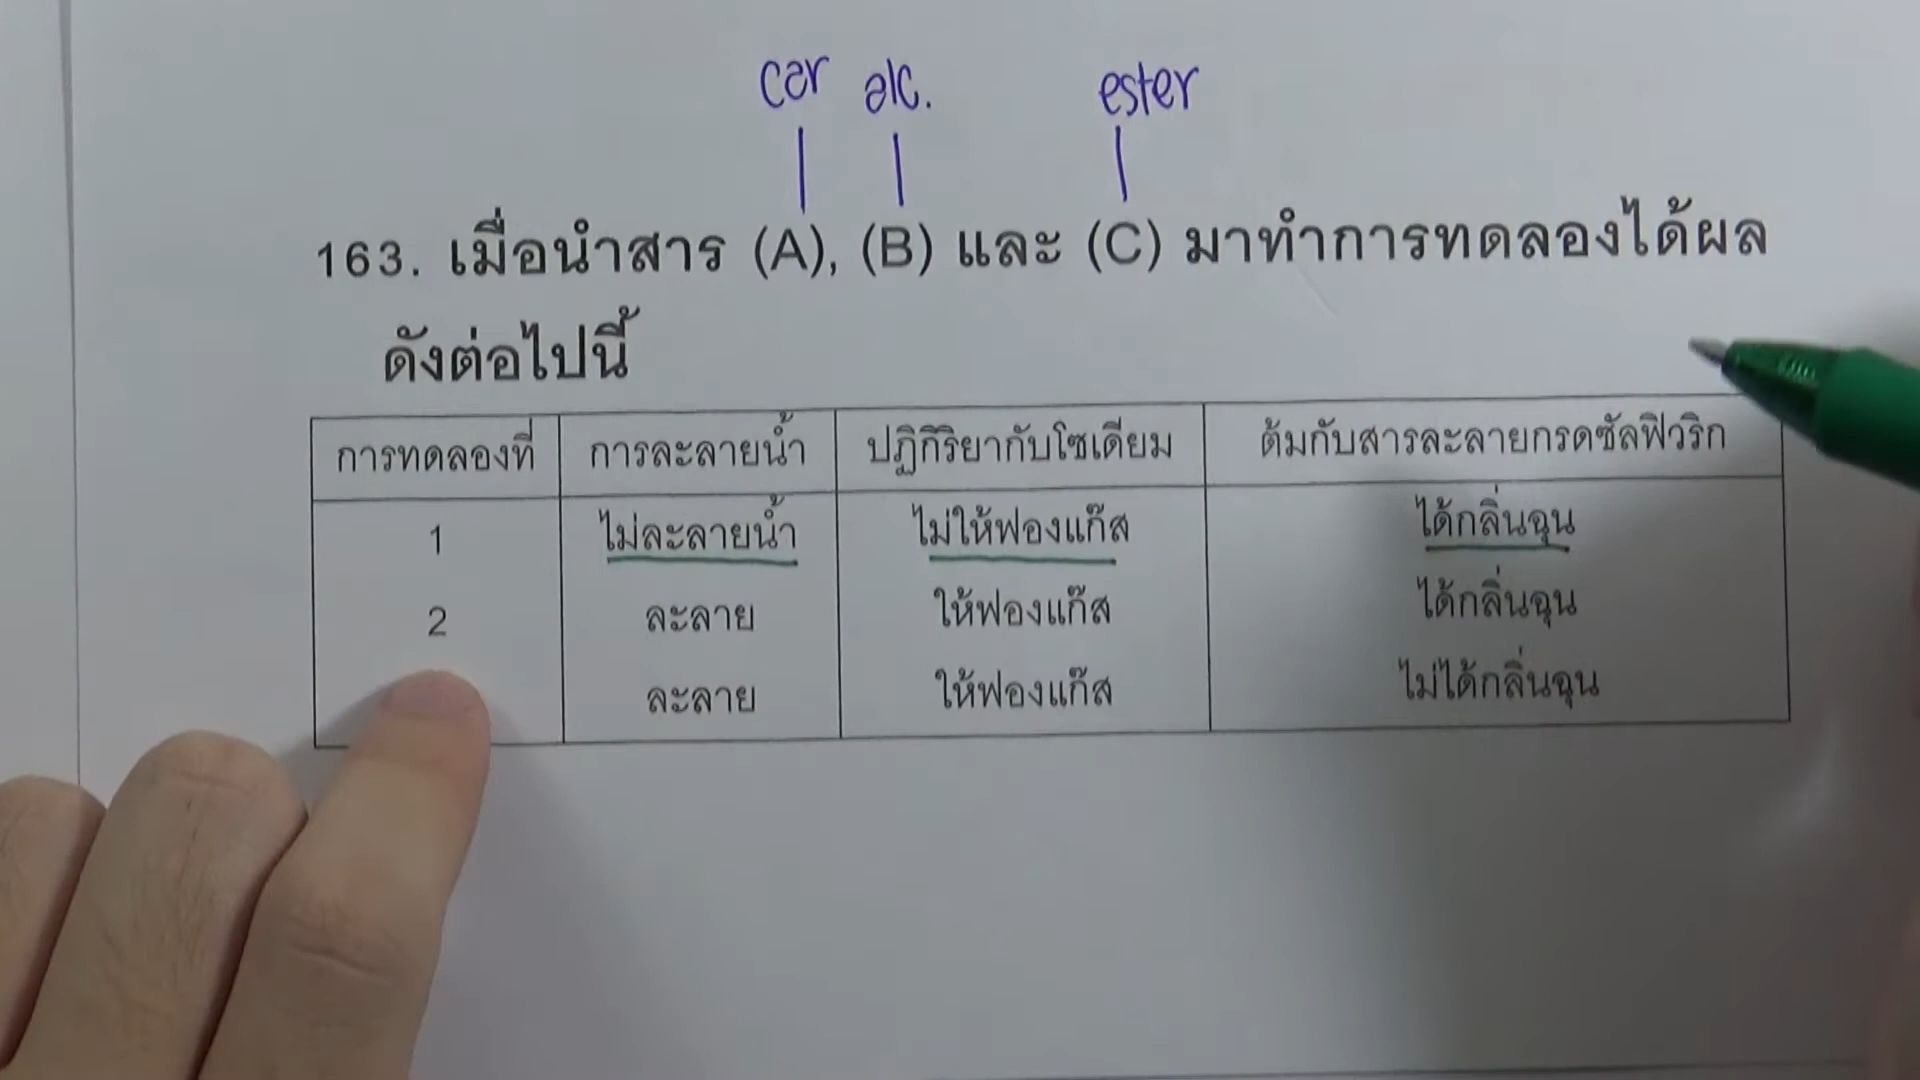 car alc. ester
163. เมื่อนำสาร (A), (B) และ (C) มาทำการทดลองได้ผล
ดังต่อไปนี้
การทดลองที่ การละลายน้ำ ปฏิกิริยากับโซเดียม ต้มกับสารละลายกรดซัลฟิวริก
1 ไม่ละลายน้ำ ไม่ให้ฟองแก๊ส ได้กลิ่นฉุน
2 ละลาย ให้ฟองแก๊ส ได้กลิ่นฉุน
ละลาย ให้ฟองแก๊ส ไม่ได้กลิ่นฉุน